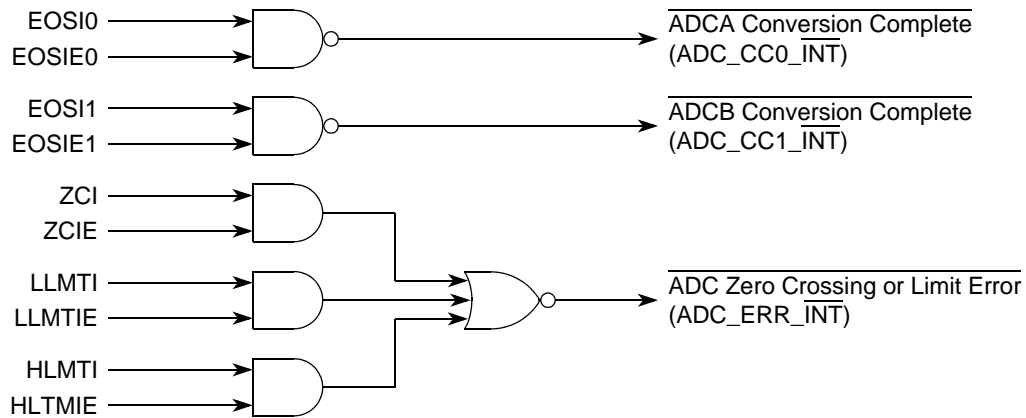 EOSI0
EOSIE0
ADCA Conversion Complete
(ADC_CC0_INT)
EOSI1
EOSIE1
ADCB Conversion Complete
(ADC_CC1_INT)
ZCI
ZCIE
LLMTI
LLMTIE
ADC Zero Crossing or Limit Error
(ADC_ERR_INT)
HLMTI
HLTMIE